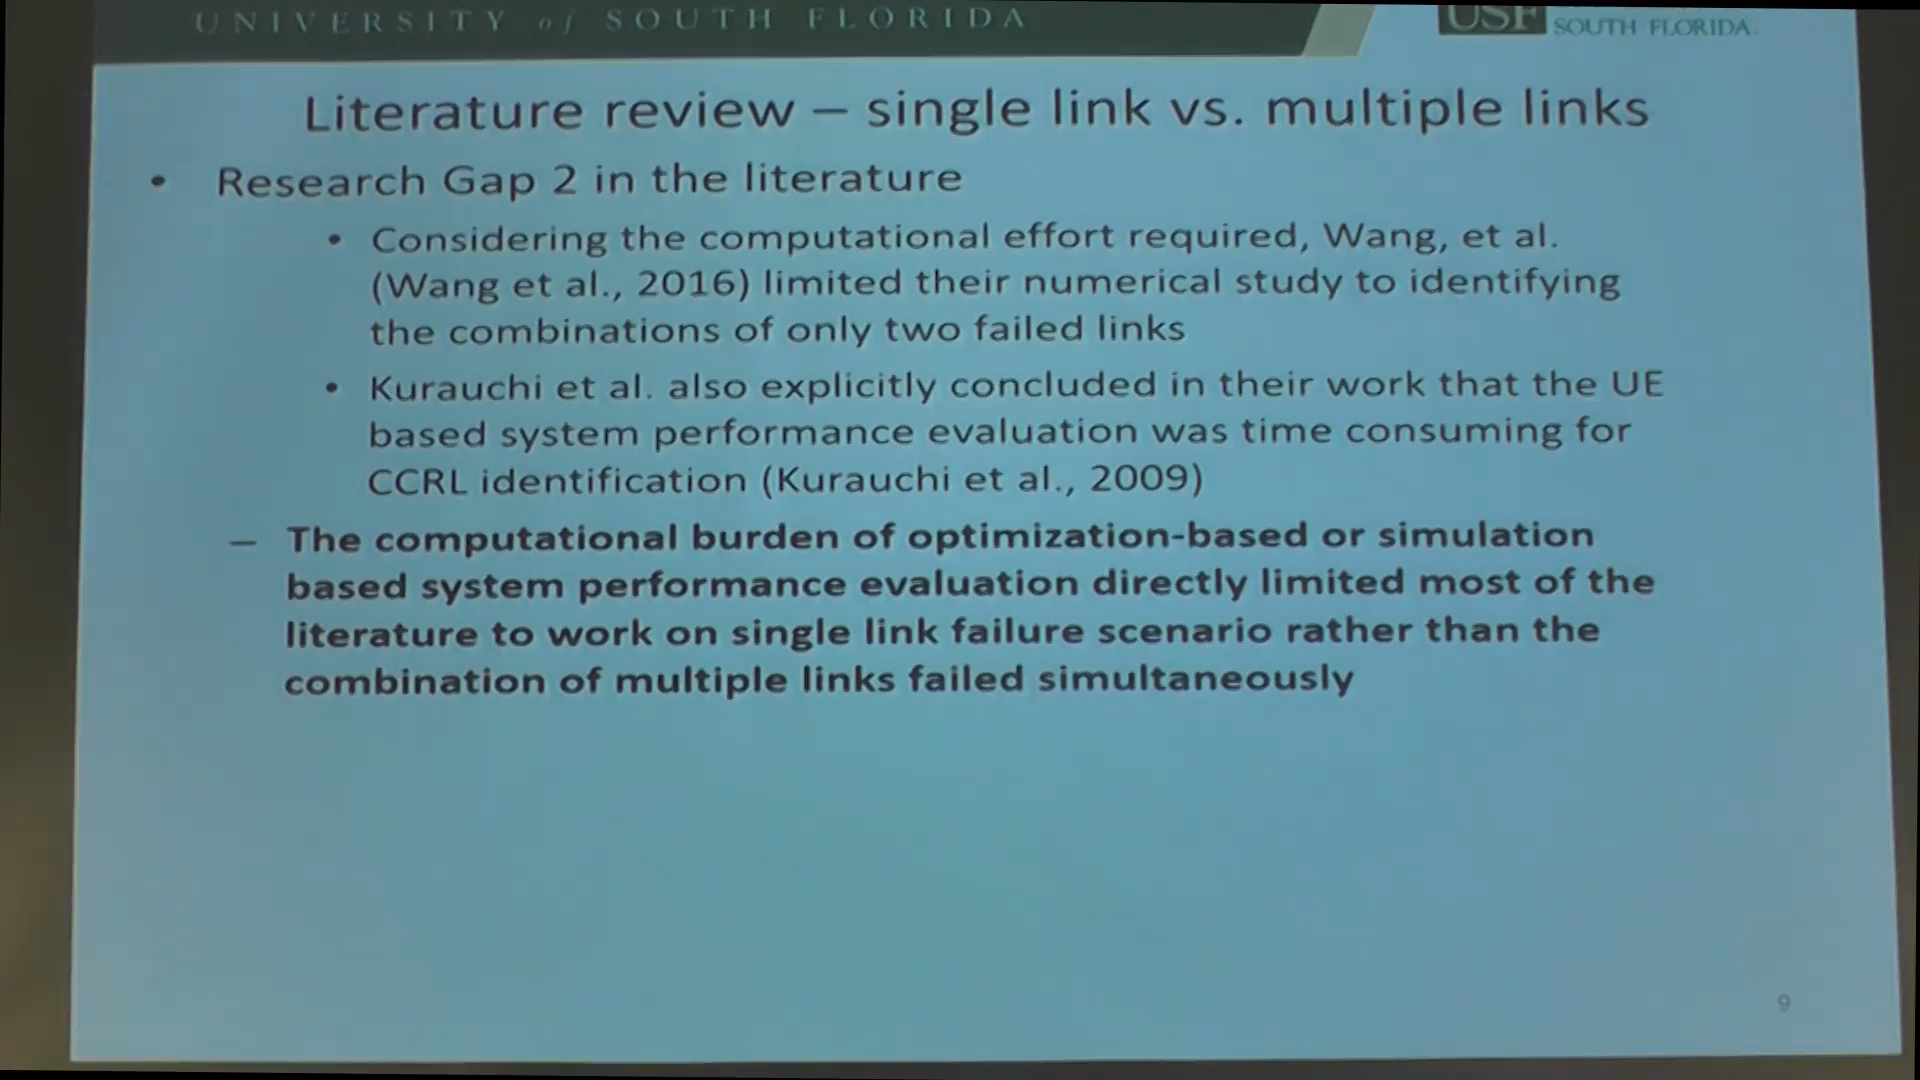 UNIVERSITY of SOUTH FLORIDA
USF
SOUTH FLORIDA.
Literature review – single link vs. multiple links
• Research Gap 2 in the literature
• Considering the computational effort required, Wang, et al.
(Wang et al., 2016) limited their numerical study to identifying
the combinations of only two failed links
• Kurauchi et al. also explicitly concluded in their work that the UE
based system performance evaluation was time consuming for
CCRL identification (Kurauchi et al., 2009)
– The computational burden of optimization-based or simulation
based system performance evaluation directly limited most of the
literature to work on single link failure scenario rather than the
combination of multiple links failed simultaneously
9